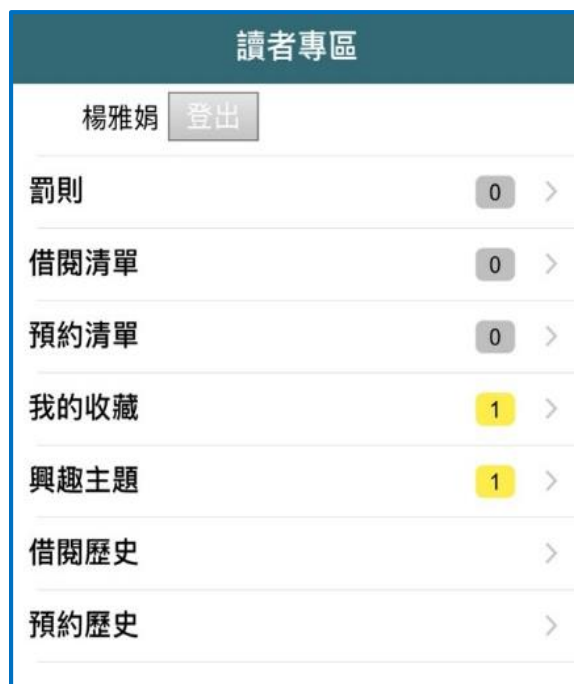 讀者專區
楊雅娟 登出
罰則 0
借閱清單 0
預約清單 0
我的收藏 1
興趣主題 1
借閱歷史
預約歷史